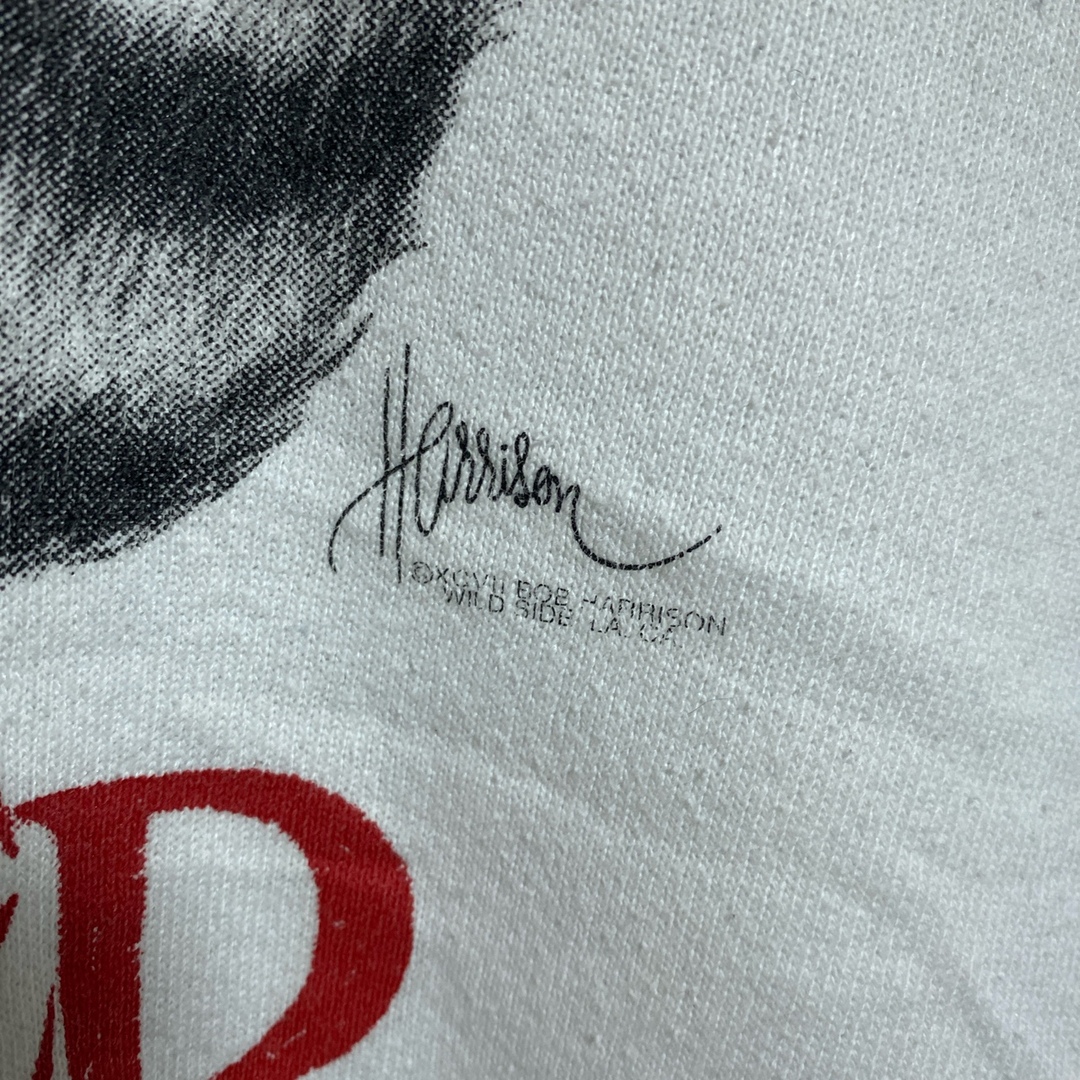 Harrison
©XCVII BOB HARRISON
WILD SIDE LA. CA.
D